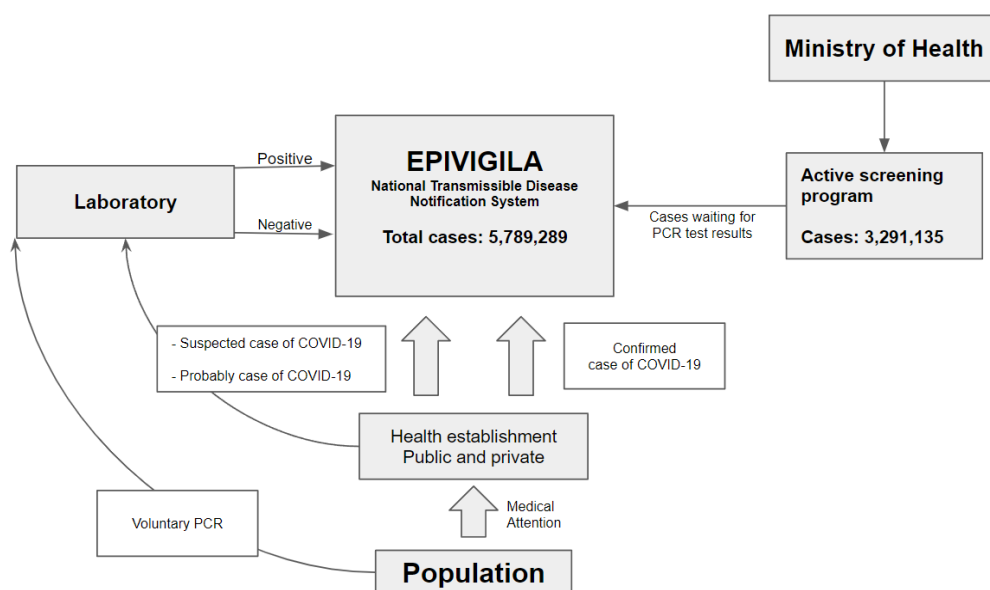 Ministry of Health
EPIVIGILA
National Transmissible Disease
Notification System
Total cases: 5,789,289
Positive
Laboratory
Negative
Active screening
program
Cases: 3,291,135
Cases waiting for
PCR test results
- Suspected case of COVID-19
- Probably case of COVID-19
Confirmed
case of COVID-19
Health establishment
Public and private
Medical
Attention
Voluntary PCR
Population